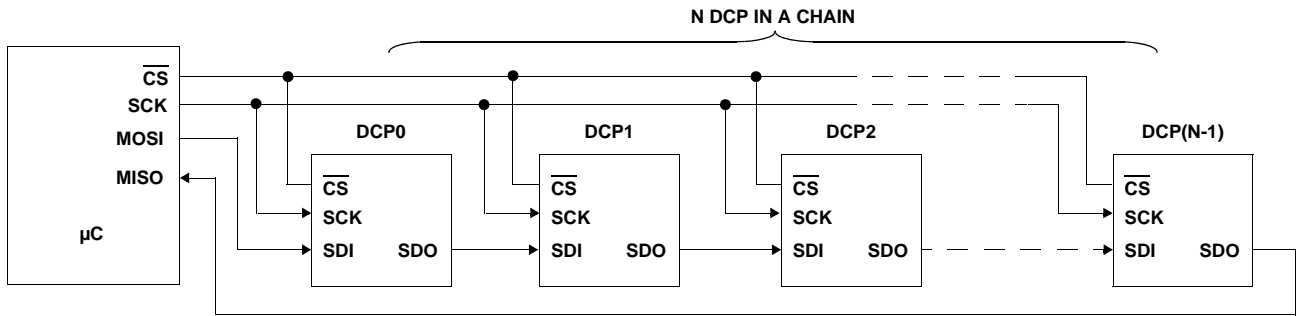 N DCP IN A CHAIN
CS
SCK
MOSI
MISO
µC
DCP0
CS
SCK
SDI SDO
DCP1
CS
SCK
SDI SDO
DCP2
CS
SCK
SDI SDO
DCP(N-1)
CS
SCK
SDI SDO